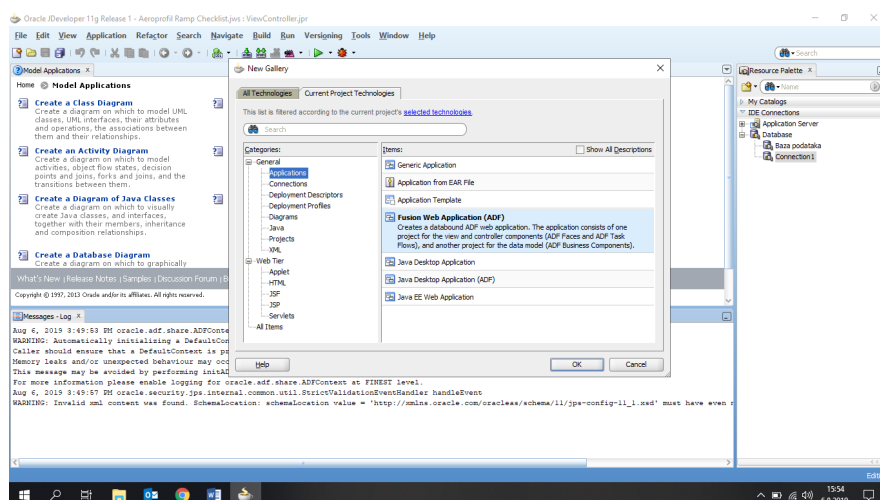 Oracle JDeveloper 11g Release 1 - Aeroprofil Ramp Checklist.jws : ViewController.jpr
File Edit View Application Refactor Search Navigate Build Run Versioning Tools Window Help
Search
Model Applications
Home Model Applications
Create a Class Diagram
Create a diagram on which to model UML
classes, UML interfaces, their attributes
and operations, the associations between
them and their relationships.
Create an Activity Diagram
Create a diagram on which to model
activities, object flow states, decision
points and joins, forks and joins, and the
transitions between them.
Create a Diagram of Java Classes
Create a diagram on which to visually
create Java classes, and interfaces,
together with their members, inheritance
and composition relationships.
Create a Database Diagram
Create a diagram on which to graphically
What's New | Release Notes | Samples | Discussion Forum |
Copyright © 1997, 2013 Oracle and/or its affiliates. All rights reserved.
New Gallery
All Technologies Current Project Technologies
This list is filtered according to the current project's selected technologies.
Search
Categories:
General
Applications
Connections
Deployment Descriptors
Deployment Profiles
Diagrams
Java
Projects
XML
Web Tier
Applet
HTML
JSF
JSP
Servlets
All Items
Items:
Show All Descriptions
Generic Application
Application from EAR File
Application Template
Fusion Web Application (ADF)
Creates a databound ADF web application. The application consists of one
project for the view and controller components (ADF Faces and ADF Task
Flows), and another project for the data model (ADF Business Components).
Java Desktop Application
Java Desktop Application (ADF)
Java EE Web Application
Help OK Cancel
Resource Palette
Name
My Catalogs
IDE Connections
Application Server
Database
Baza podataka
Connection1
Messages - Log
Aug 6, 2019 3:49:53 PM oracle.adf.share.ADFConte
WARNING: Automatically initializing a DefaultCon
Caller should ensure that a DefaultContext is pr
Memory leaks and/or unexpected behaviour may occ
This message may be avoided by performing initAD
For more information please enable logging for oracle.adf.share.ADFContext at FINEST level.
Aug 6, 2019 3:49:57 PM oracle.security.jps.internal.common.util.StrictValidationEventHandler handleEvent
WARNING: Invalid xml content was found. SchemaLocation: schemaLocation value = 'http://xmlns.oracle.com/oracleas/schema/11/jps-config-11_1.xsd' must have even
Editi
15:54
6.8.2019